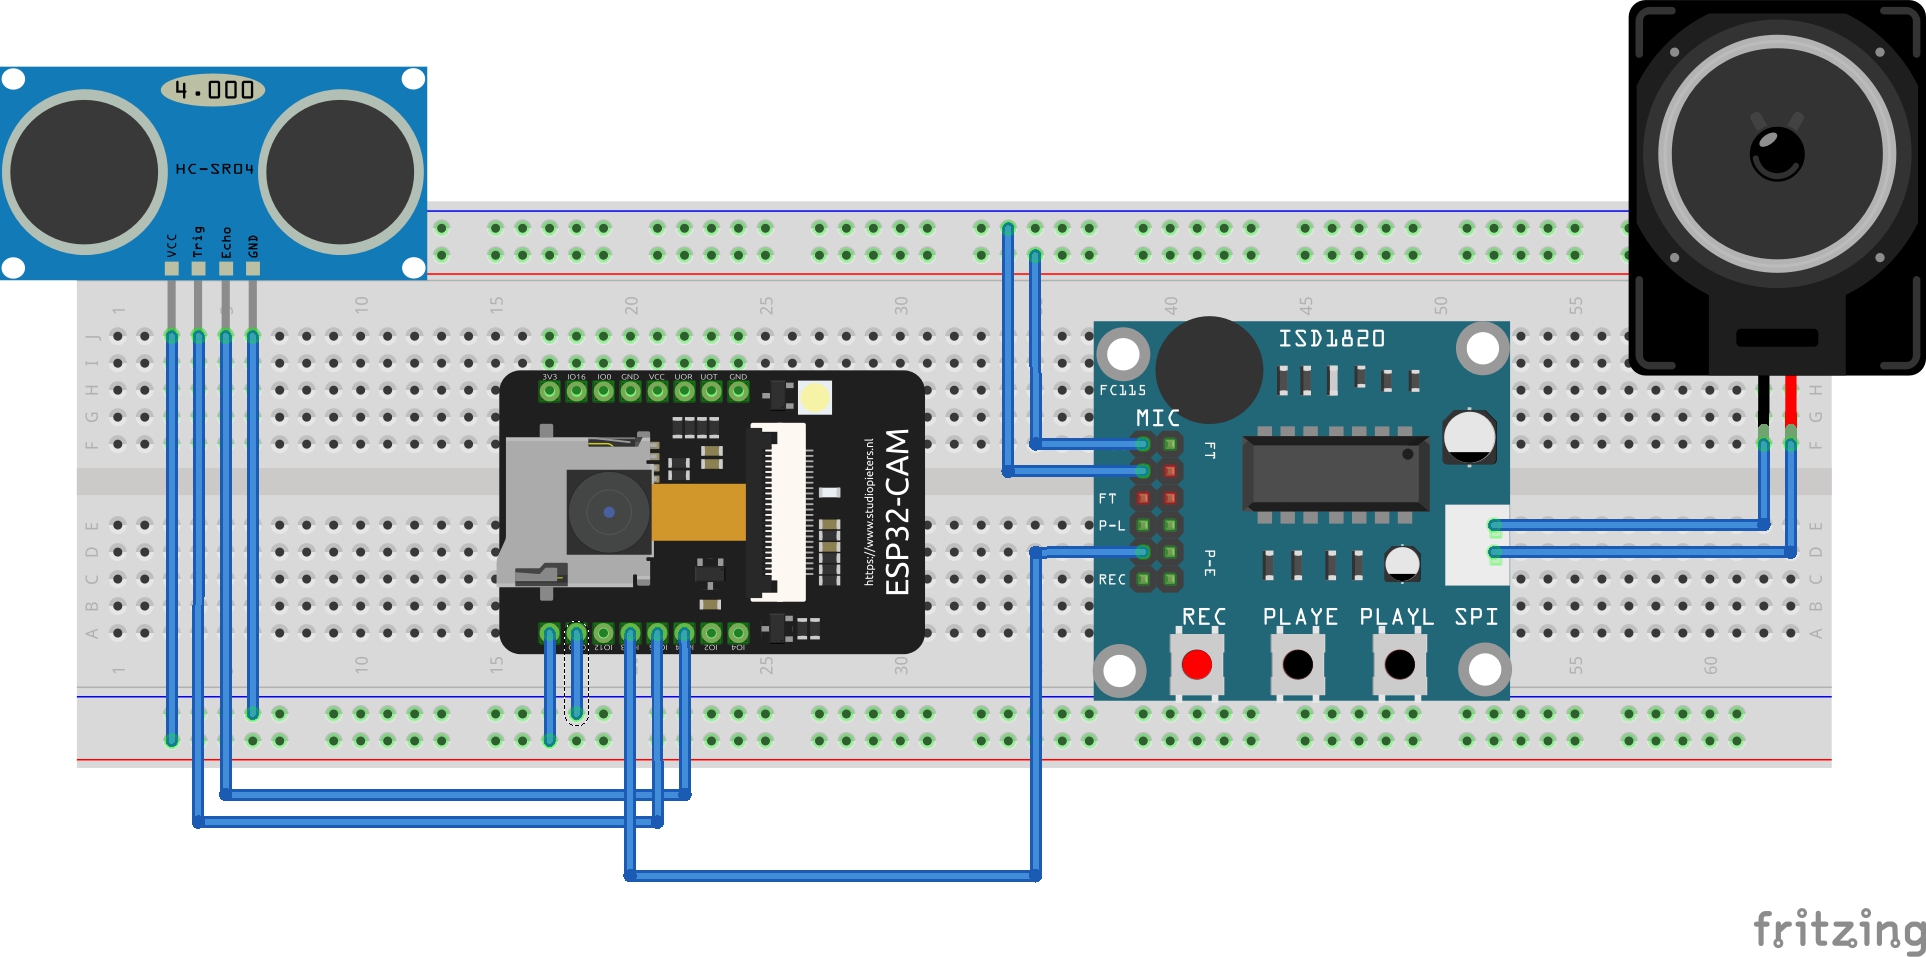 4.000
HC-SR04
VCC
Trig
Echo
GND
1
10
15
20
25
40
45
50
55
J
I
H
G
F
H
G
F
3V3 IO16 IO0 GND VCC UOR UOT GND
https://www.studiopieters.nl
ESP32-CAM
ISD1820
FC115
MIC
FT
FT
P-L
P-E
REC
REC PLAYE PLAYL SPI
E
D
C
B
A
E
D
C
B
A
IO12
IO2
IO4
1
10
15
25
30
55
60
fritzing